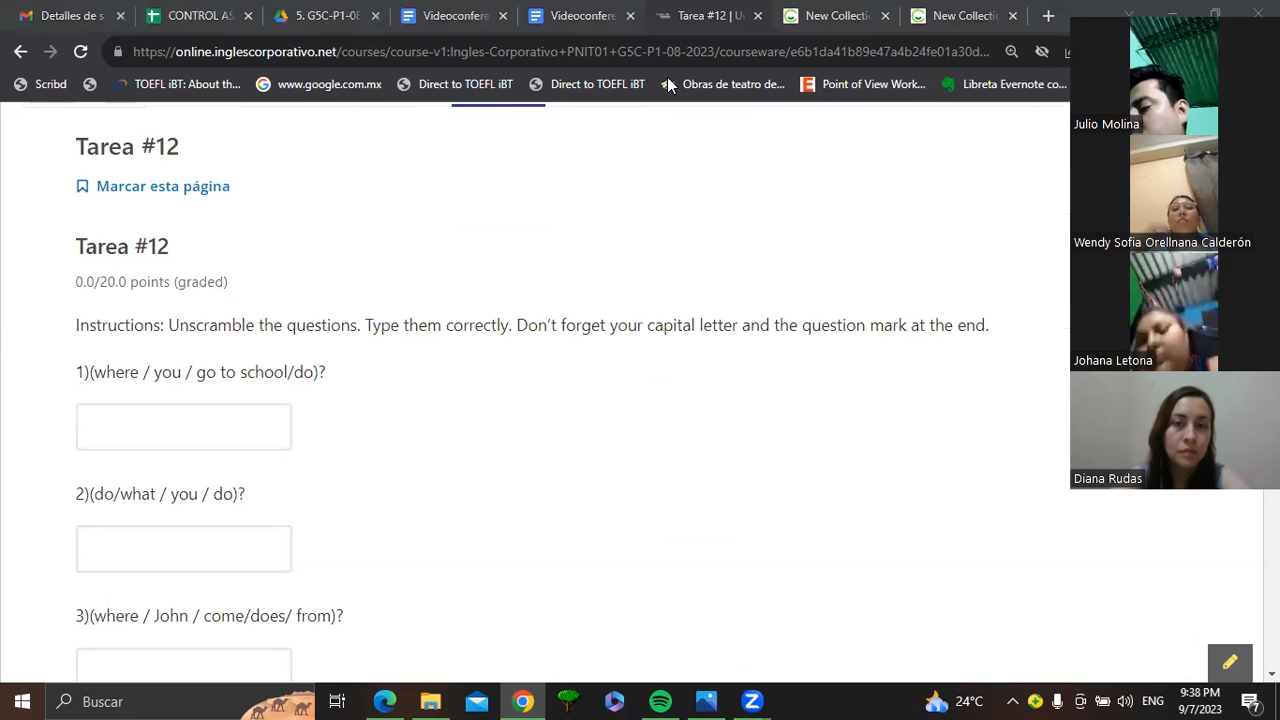 Detalles de s
CONTROL AS
5. G5C-P1-0
Videoconfere
Videoconfere
Tarea #12 | U
New Collectio
New Collectio
https://online.inglescorporativo.net/courses/course-v1:Ingles-Corporativo+PNIT01+G5C-P1-08-2023/courseware/e6b1da41b89e47a4b24fe01a30d...
Scribd
TOEFL iBT: About th...
www.google.com.mx
Direct to TOEFL iBT
Direct to TOEFL iBT
Obras de teatro de...
Point of View Work...
Libreta Evernote co...
Julio Molina
Tarea #12
Marcar esta página
Wendy Sofia Orellnana Calderón
Tarea #12
0.0/20.0 points (graded)
Instructions: Unscramble the questions. Type them correctly. Don’t forget your capital letter and the question mark at the end.
Johana Letona
1)(where / you / go to school/do)?
Diana Rudas
2)(do/what / you / do)?
3)(where / John / come/does/ from)?
Buscar
24°C
ENG
9:38 PM
9/7/2023
7